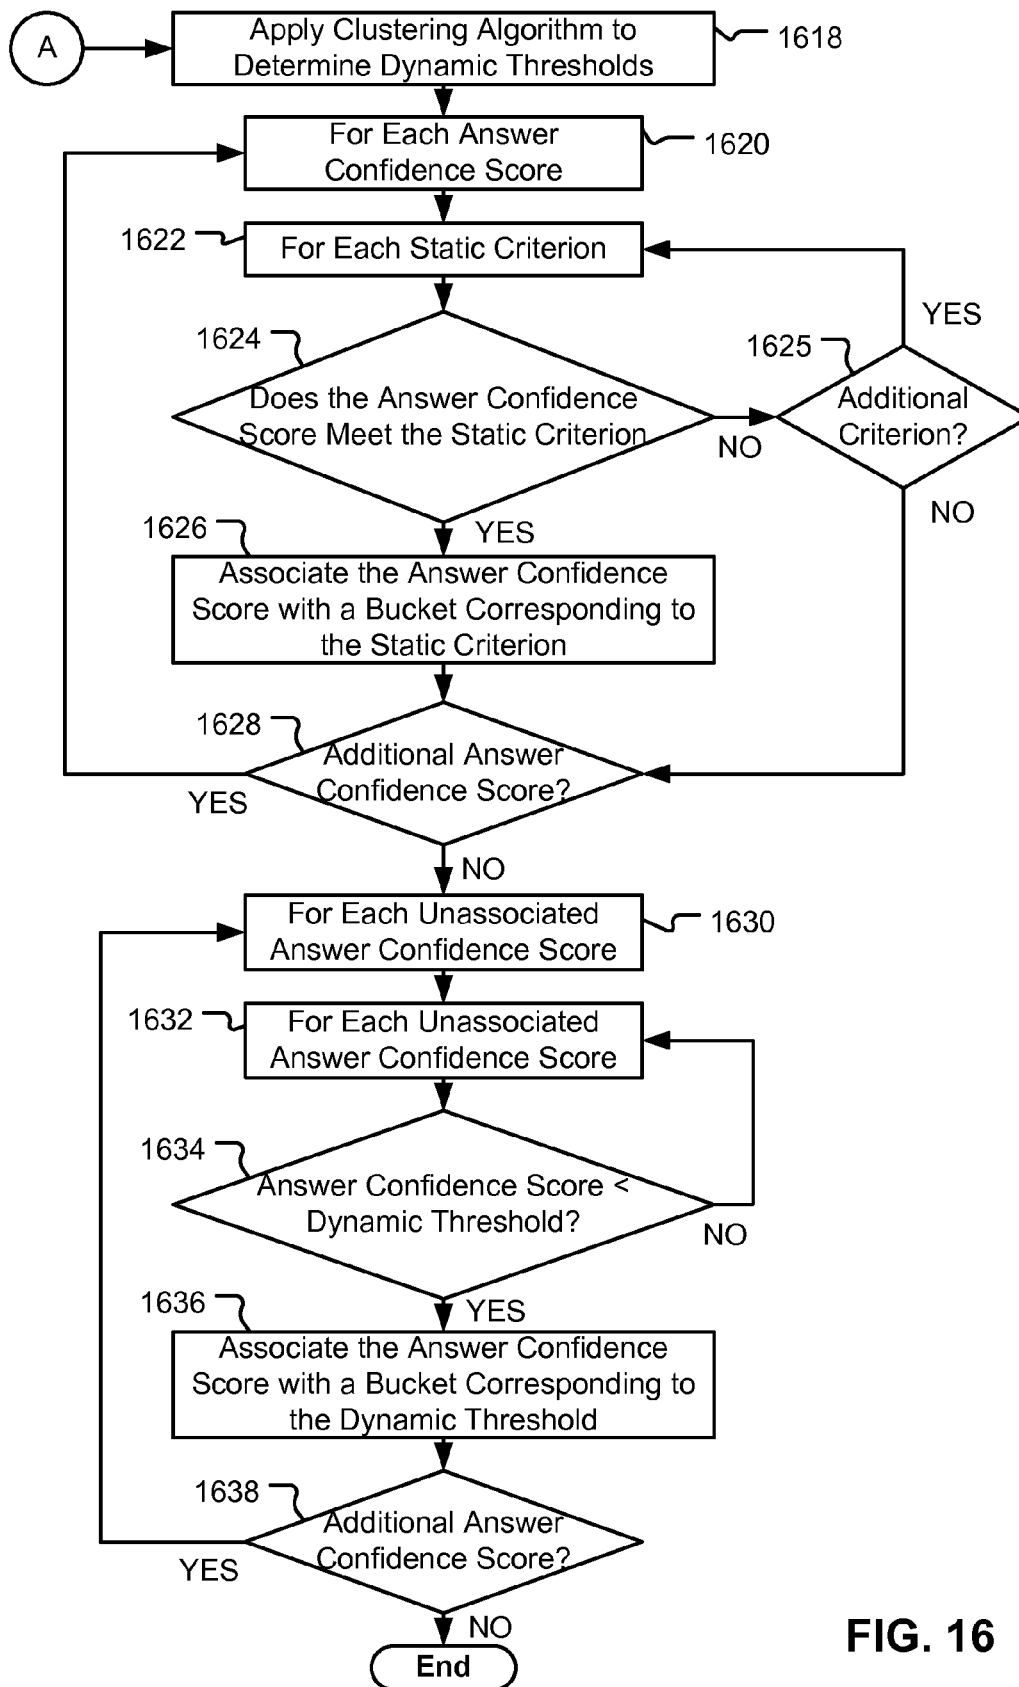 A
Apply Clustering Algorithm to
Determine Dynamic Thresholds
1618
For Each Answer
Confidence Score
1620
1622
For Each Static Criterion
YES
1624
1625
Does the Answer Confidence
Score Meet the Static Criterion
NO
Additional
Criterion?
NO
1626
YES
Associate the Answer Confidence
Score with a Bucket Corresponding to
the Static Criterion
1628
Additional Answer
Confidence Score?
YES
NO
For Each Unassociated
Answer Confidence Score
1630
1632
For Each Unassociated
Answer Confidence Score
1634
Answer Confidence Score <
Dynamic Threshold?
NO
1636
YES
Associate the Answer Confidence
Score with a Bucket Corresponding to
the Dynamic Threshold
1638
Additional Answer
Confidence Score?
YES
NO
End
FIG. 16